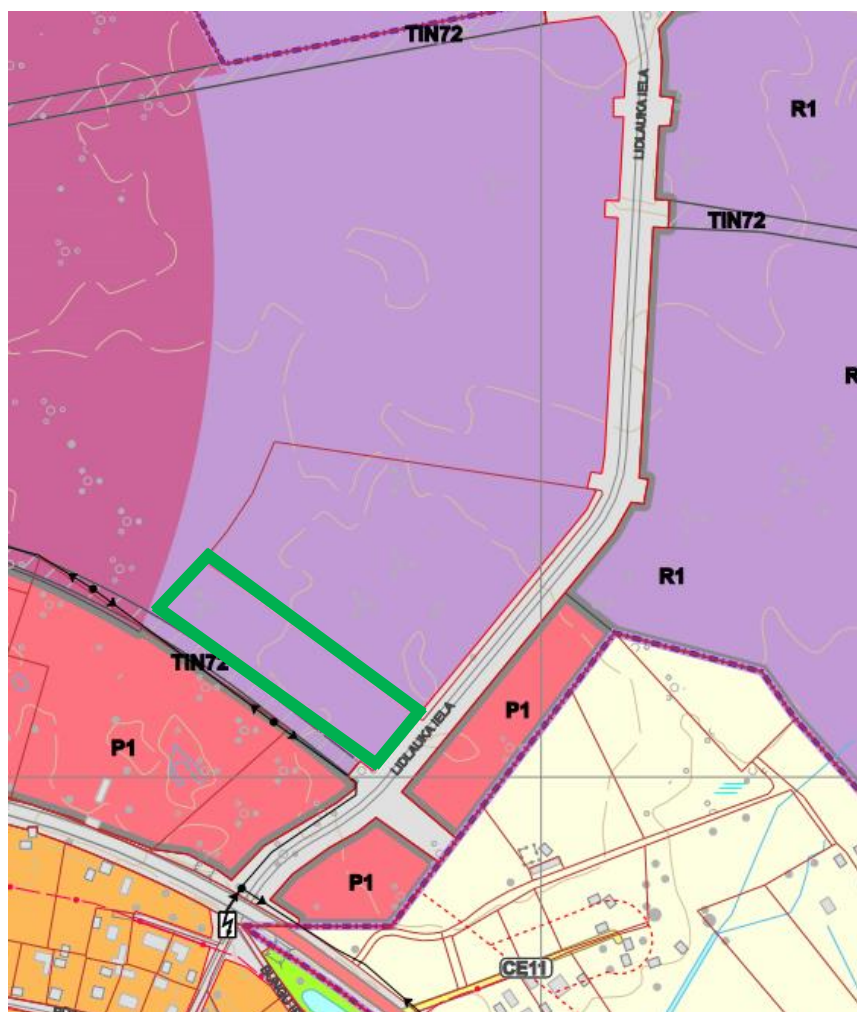 TIN72
LIDLAUKA IELA
R1
TIN72
R
R1
TIN72
P1
LIDLAUKA IELA
P1
P1
CE11